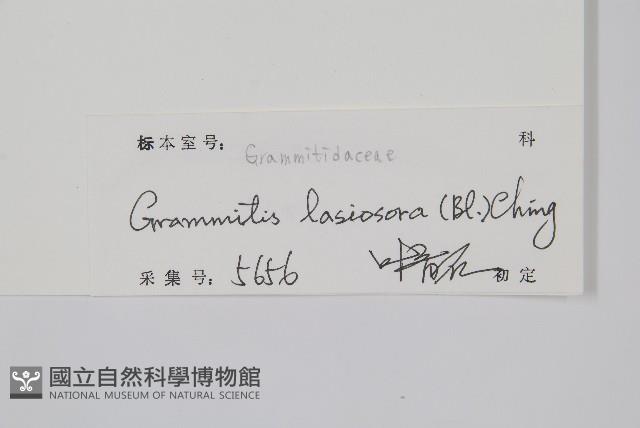 标本室号: Grammitidaceae 科
Grammitis lasiosora (Bl.) Ching
采集号: 5656 初定
國立自然科學博物館
NATIONAL MUSEUM OF NATURAL SCIENCE